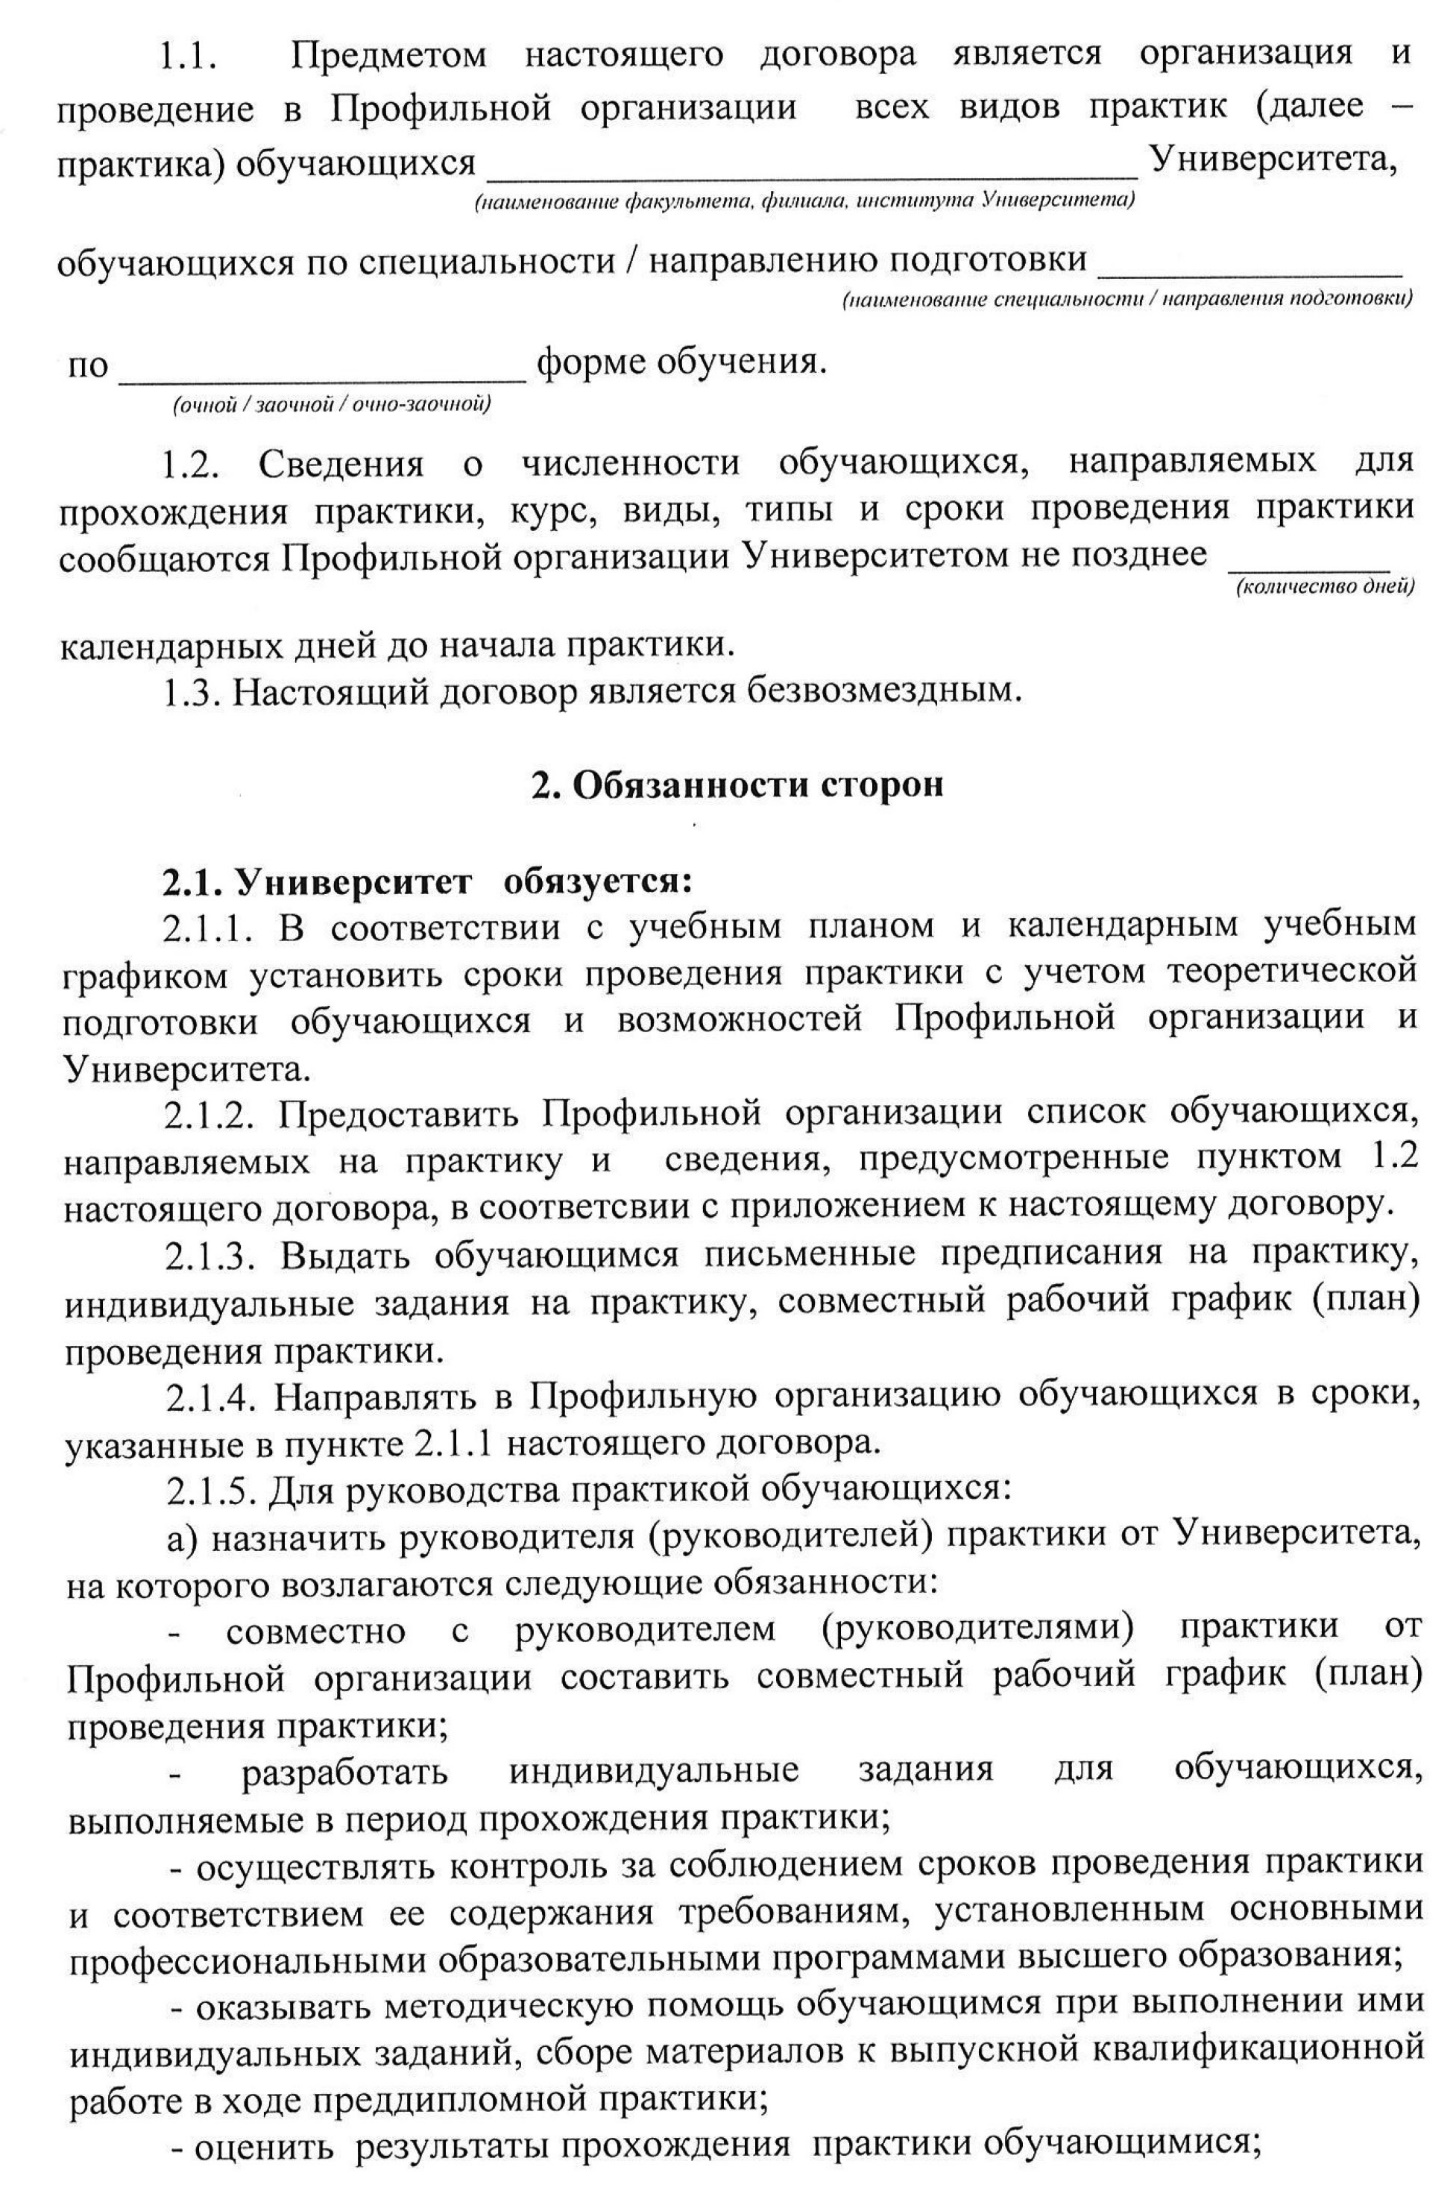 1.1. Предметом настоящего договора является организация и
проведение в Профильной организации всех видов практик (далее –
практика) обучающихся ______________________________ Университета,
(наименование факультета, филиала, института Университета)
обучающихся по специальности / направлению подготовки ______________
(наименование специальности / направления подготовки)
по ___________________ форме обучения.
(очной / заочной / очно-заочной)
1.2. Сведения о численности обучающихся, направляемых для
прохождения практики, курс, виды, типы и сроки проведения практики
сообщаются Профильной организации Университетом не позднее ________
(количество дней)
календарных дней до начала практики.
1.3. Настоящий договор является безвозмездным.
2. Обязанности сторон
2.1. Университет обязуется:
2.1.1. В соответствии с учебным планом и календарным учебным
графиком установить сроки проведения практики с учетом теоретической
подготовки обучающихся и возможностей Профильной организации и
Университета.
2.1.2. Предоставить Профильной организации список обучающихся,
направляемых на практику и сведения, предусмотренные пунктом 1.2
настоящего договора, в соответсвии с приложением к настоящему договору.
2.1.3. Выдать обучающимся письменные предписания на практику,
индивидуальные задания на практику, совместный рабочий график (план)
проведения практики.
2.1.4. Направлять в Профильную организацию обучающихся в сроки,
указанные в пункте 2.1.1 настоящего договора.
2.1.5. Для руководства практикой обучающихся:
а) назначить руководителя (руководителей) практики от Университета,
на которого возлагаются следующие обязанности:
- совместно с руководителем (руководителями) практики от
Профильной организации составить совместный рабочий график (план)
проведения практики;
- разработать индивидуальные задания для обучающихся,
выполняемые в период прохождения практики;
- осуществлять контроль за соблюдением сроков проведения практики
и соответствием ее содержания требованиям, установленным основными
профессиональными образовательными программами высшего образования;
- оказывать методическую помощь обучающимся при выполнении ими
индивидуальных заданий, сборе материалов к выпускной квалификационной
работе в ходе преддипломной практики;
- оценить результаты прохождения практики обучающимися;